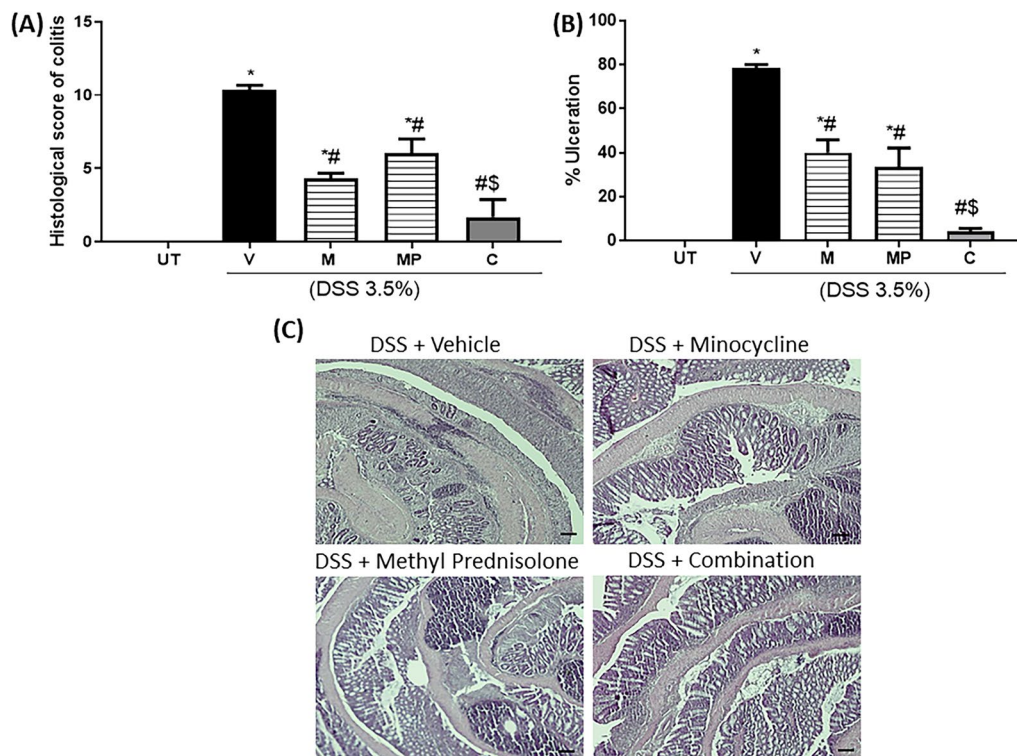 (A)
Histological score of colitis
15
10
5
0
*
*#
*#
#$
UT V M MP C
(DSS 3.5%)
(B)
% Ulceration
100
80
60
40
20
0
*
*#
*#
#$
UT V M MP C
(DSS 3.5%)
(C)
DSS + Vehicle
DSS + Minocycline
DSS + Methyl Prednisolone
DSS + Combination